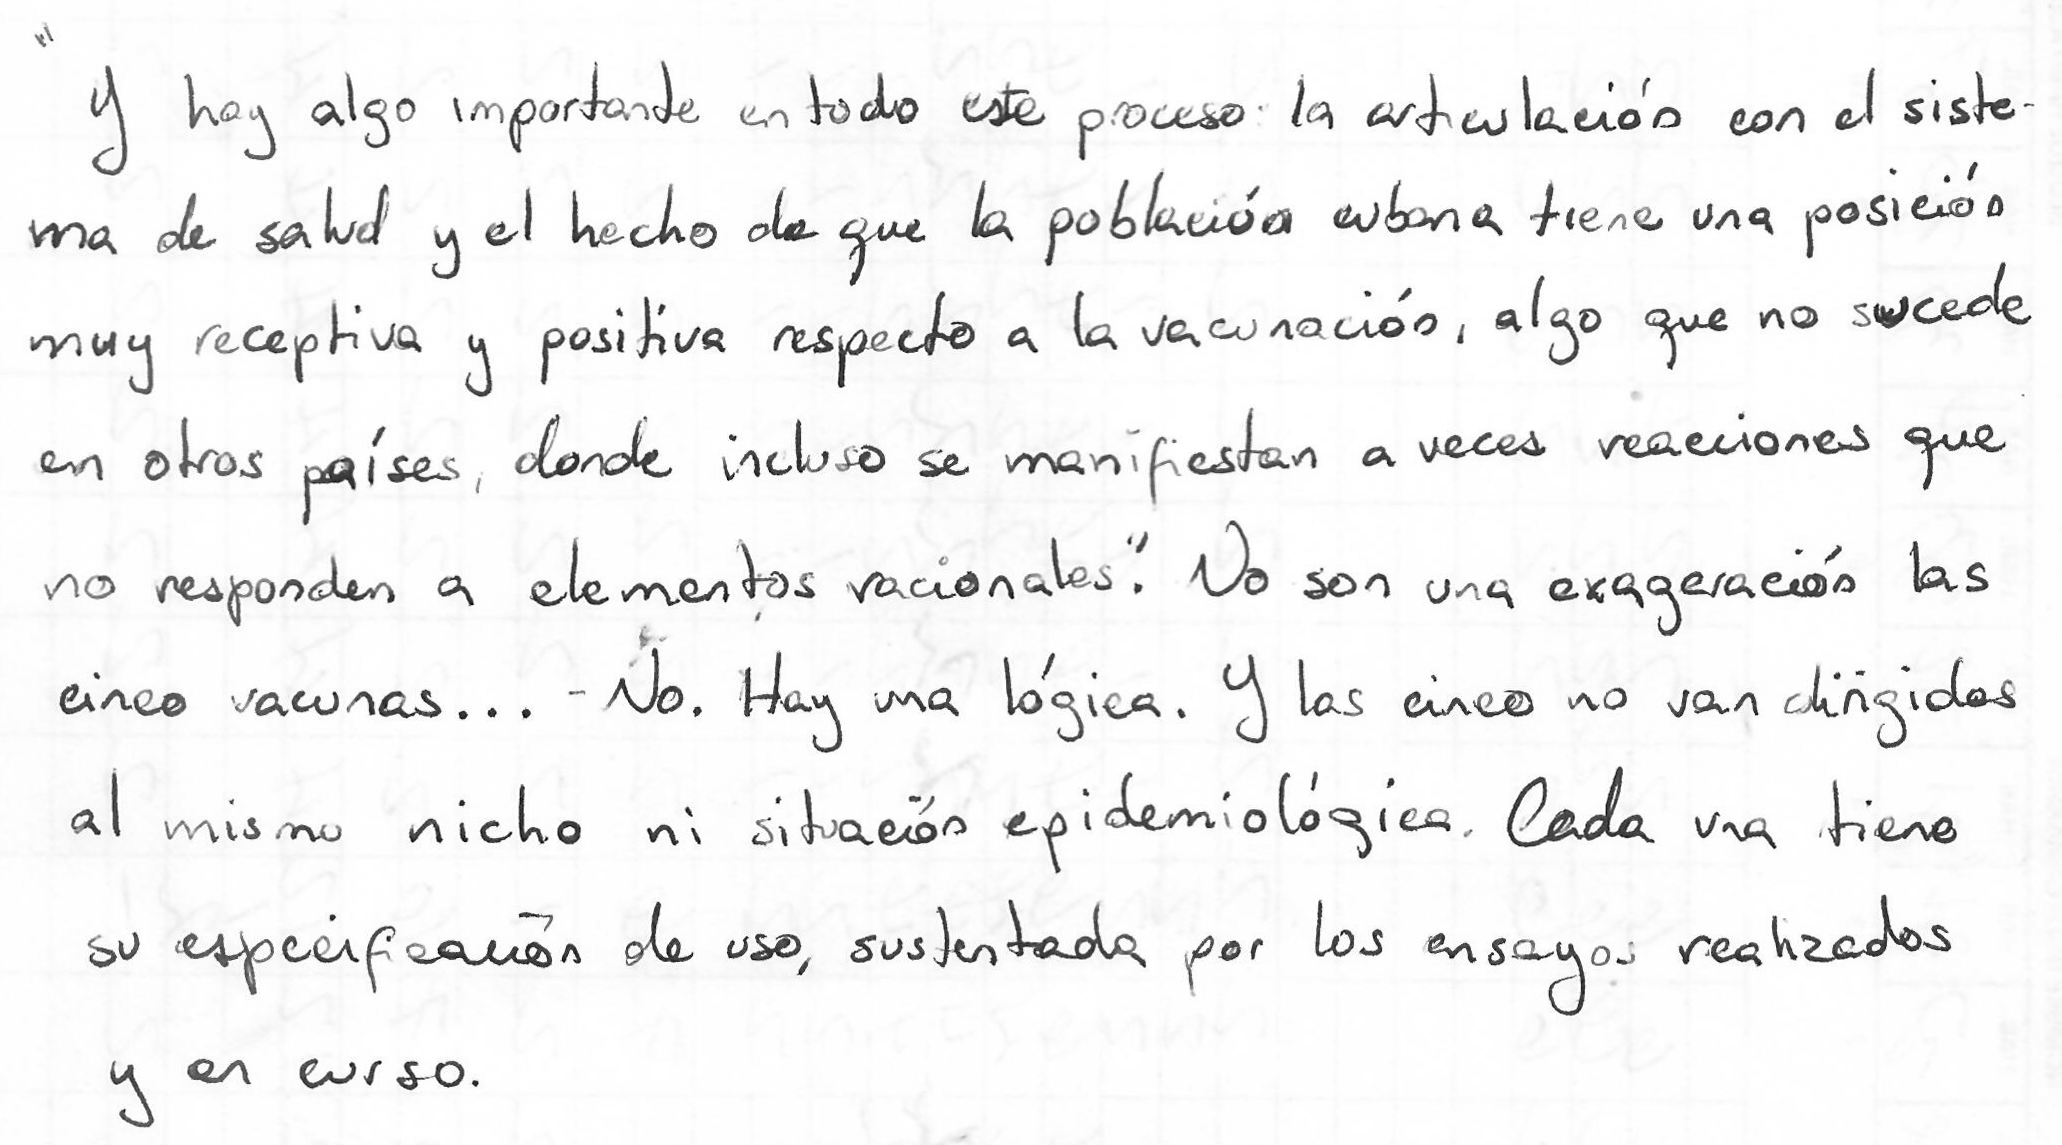 "Y hay algo importante en todo este proceso: la articulación con el siste-
ma de salud y el hecho de que la población cubana tiene una posición
muy receptiva y positiva respecto a la vacunación, algo que no sucede
en otros países, donde incluso se manifiestan a veces reacciones que
no responden a elementos racionales". No son una exageración las
cinco vacunas... - No. Hay una lógica. Y las cinco no van dirigidas
al mismo nicho ni situación epidemiológica. Cada una tiene
su especificación de uso, sustentada por los ensayos realizados
y en curso.